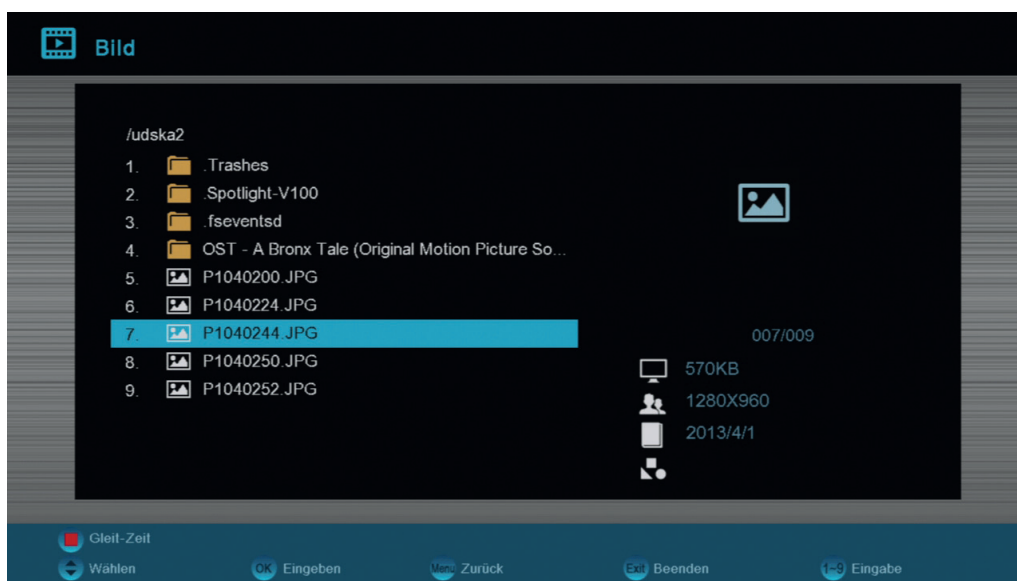 Bild
/udska2
1. .Trashes
2. .Spotlight-V100
3. .fseventsd
4. OST - A Bronx Tale (Original Motion Picture So...
5. P1040200.JPG
6. P1040224.JPG
7. P1040244.JPG
8. P1040250.JPG
9. P1040252.JPG
007/009
570KB
1280X960
2013/4/1
Gleit-Zeit
Wählen OK Eingeben Menu Zurück Exit Beenden 1~9 Eingabe